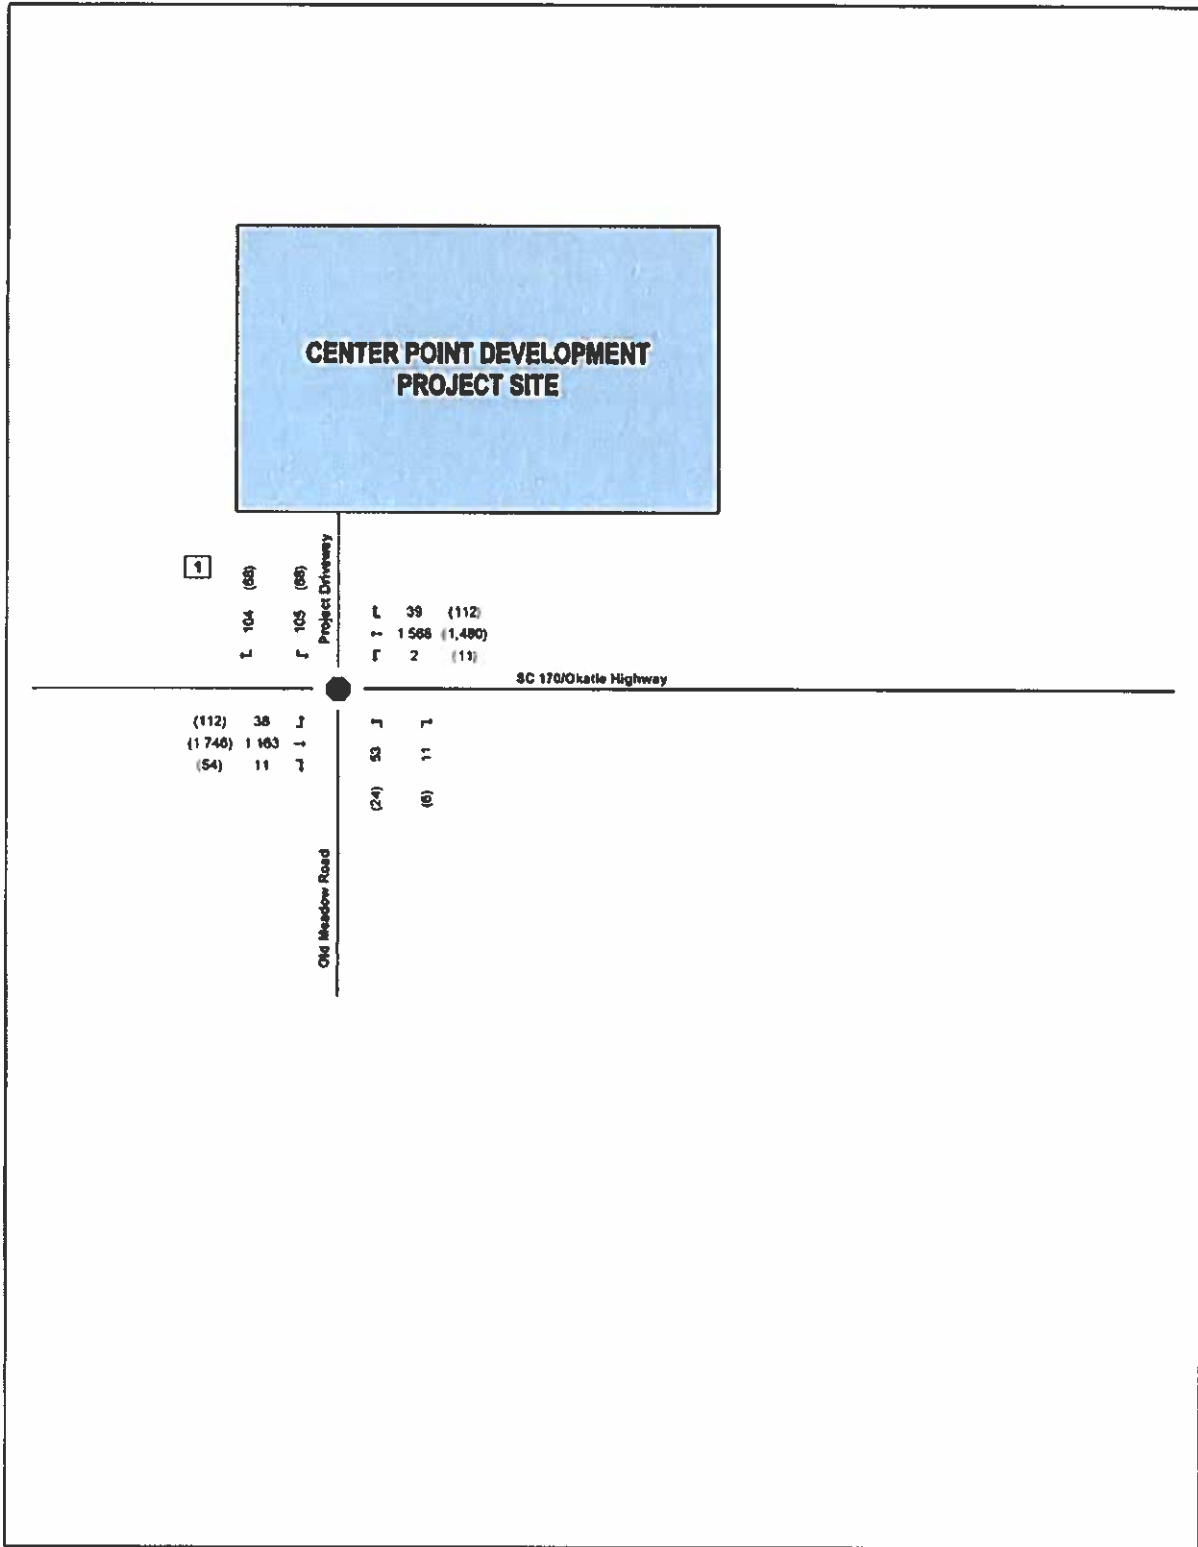 CENTER POINT DEVELOPMENT
PROJECT SITE
1
104 (68)
105 (68)
Project Driveway
39 (112)
1 568 (1,480)
2 (11)
SC 170/Okatie Highway
(112) 38
(1 746) 1 163
(54) 11
(24) 53
(6) 11
Old Meadow Road